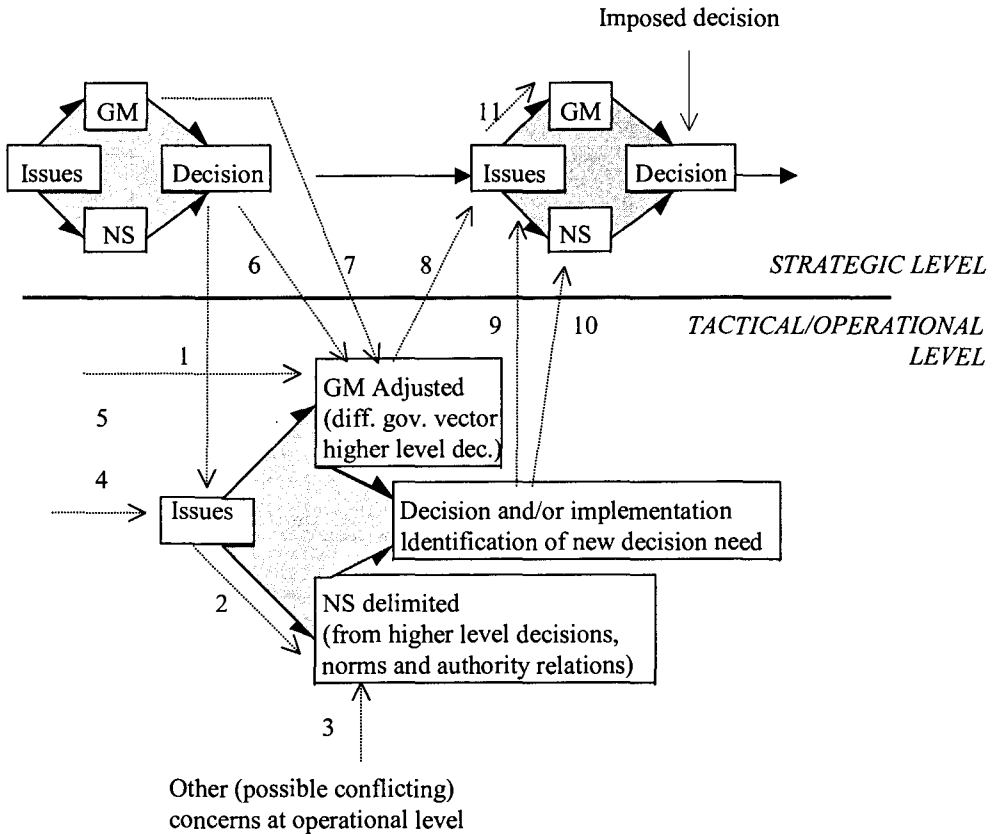 Imposed decision
GM
11
GM
Issues
Decision
Issues
Decision
NS
NS
6
7
8
STRATEGIC LEVEL
9
10
TACTICAL/OPERATIONAL
LEVEL
1
GM Adjusted
(diff. gov. vector
higher level dec.)
5
4
Issues
Decision and/or implementation
Identification of new decision need
2
NS delimited
(from higher level decisions,
norms and authority relations)
3
Other (possible conflicting)
concerns at operational level